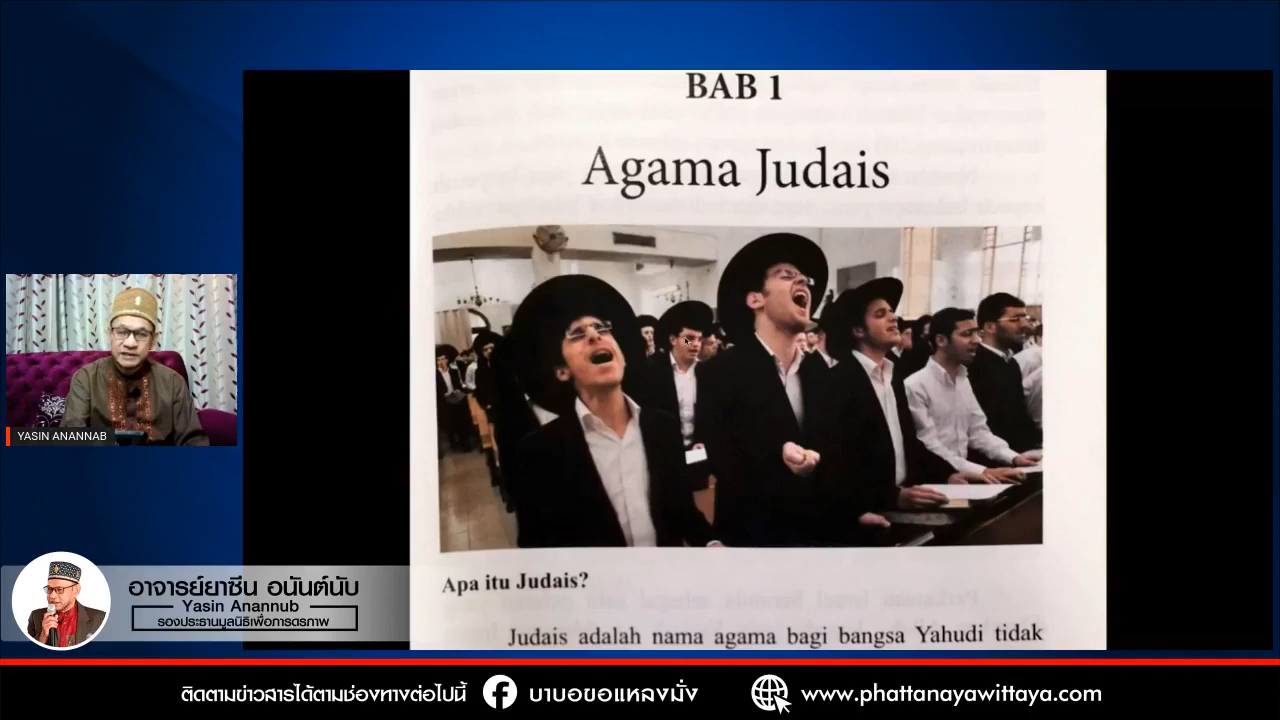 BAB 1
Agama Judais
Apa itu Judais?
Judais adalah nama agama bagi bangsa Yahudi tidak
YASIN ANANNAB
อาจารย์ยาซีน อนันต์นับ
Yasin Anannub
รองประธานมูลนิธิเพื่อการตรภาพ
ติดตามข่าวสารได้ตามช่องทางต่อไปนี้
บาบอขอแหลงมั่ง
www.phattanayawittaya.com